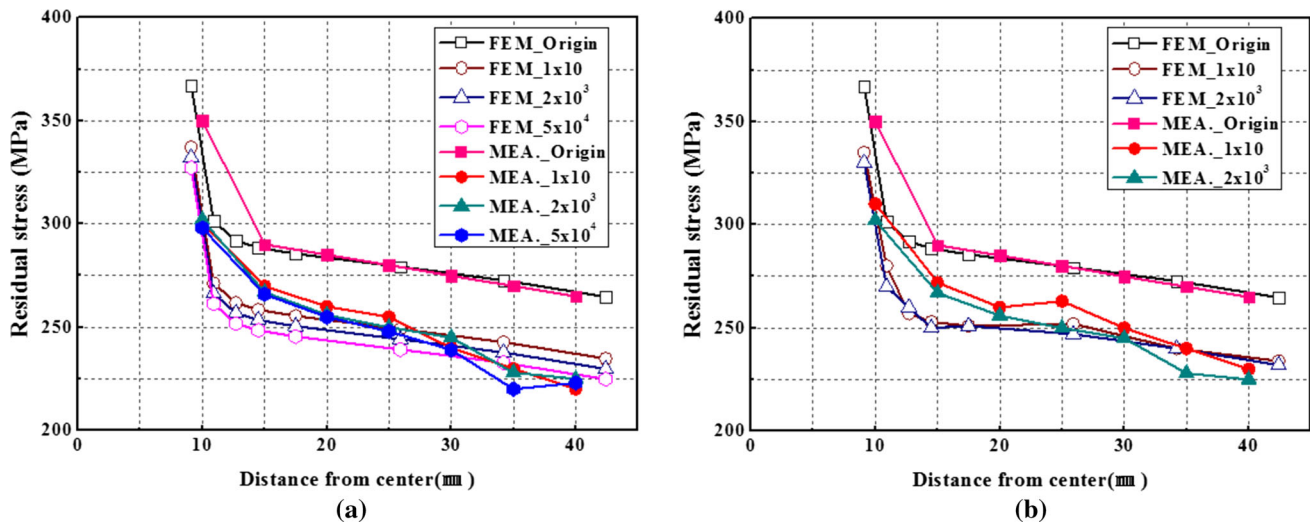 400
350
300
250
200
0
10
20
30
40
Residual stress (MPa)
Distance from center(㎜)
FEM_Origin
FEM_1x10
FEM_2x10³
FEM_5x10⁴
MEA._Origin
MEA._1x10
MEA._2x10³
MEA._5x10⁴
(a)
400
350
300
250
200
0
10
20
30
40
Residual stress (MPa)
Distance from center(㎜)
FEM_Origin
FEM_1x10
FEM_2x10³
MEA._Origin
MEA._1x10
MEA._2x10³
(b)